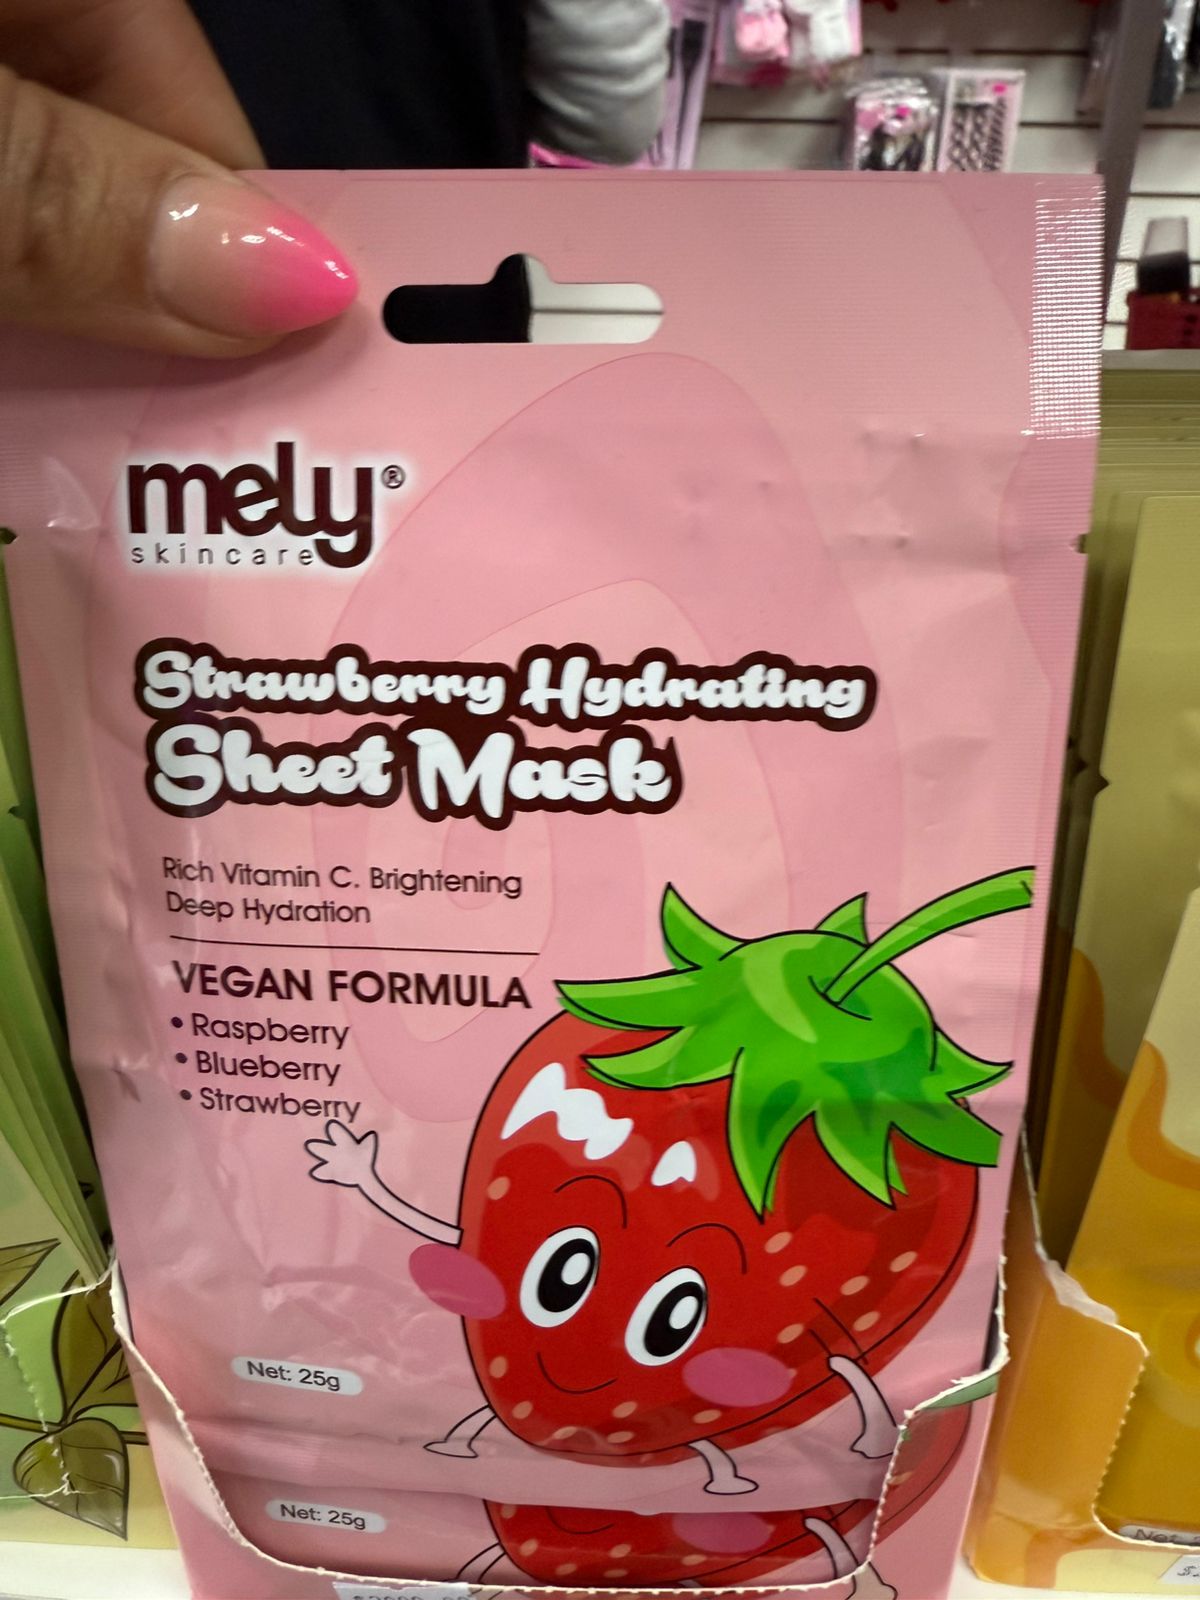 mely®
skincare
Strawberry Hydrating
Sheet Mask
Rich Vitamin C. Brightening
Deep Hydration
VEGAN FORMULA
• Raspberry
• Blueberry
• Strawberry
Net: 25g
Net: 25g